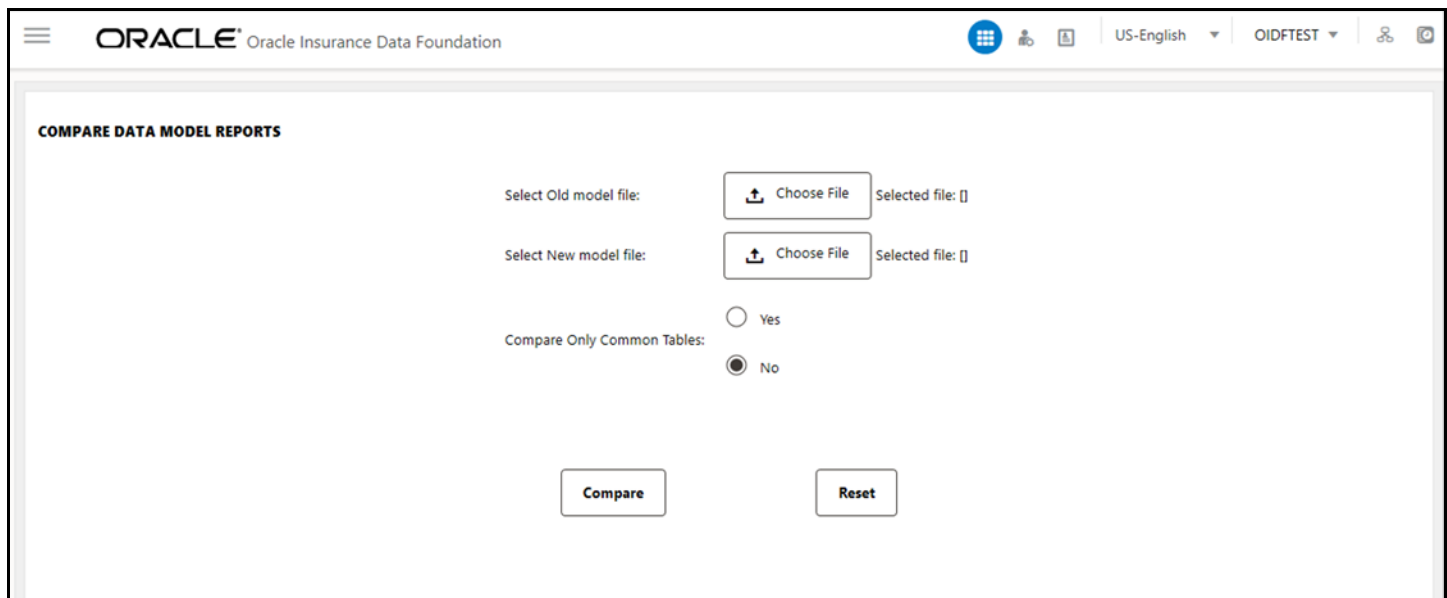 ORACLE® Oracle Insurance Data Foundation US-English OIDFTEST
COMPARE DATA MODEL REPORTS
Select Old model file: Choose File Selected file: []
Select New model file: Choose File Selected file: []
Yes
Compare Only Common Tables:
No
Compare Reset